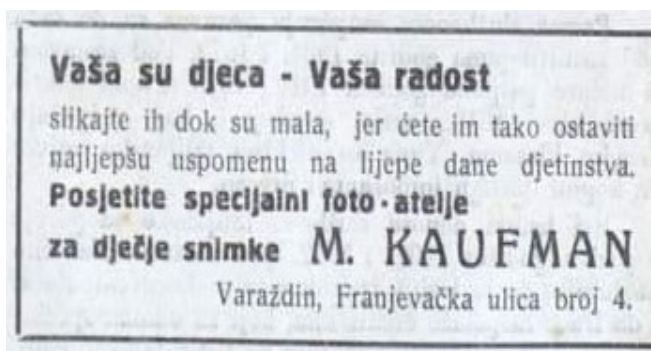 Vaša su djeca - Vaša radost
slikajte ih dok su mala, jer ćete im tako ostaviti
najljepšu uspomenu na lijepe dane djetinstva.
Posjetite specijalni foto-atelje
za dječje snimke M. KAUFMAN
Varaždin, Franjevačka ulica broj 4.